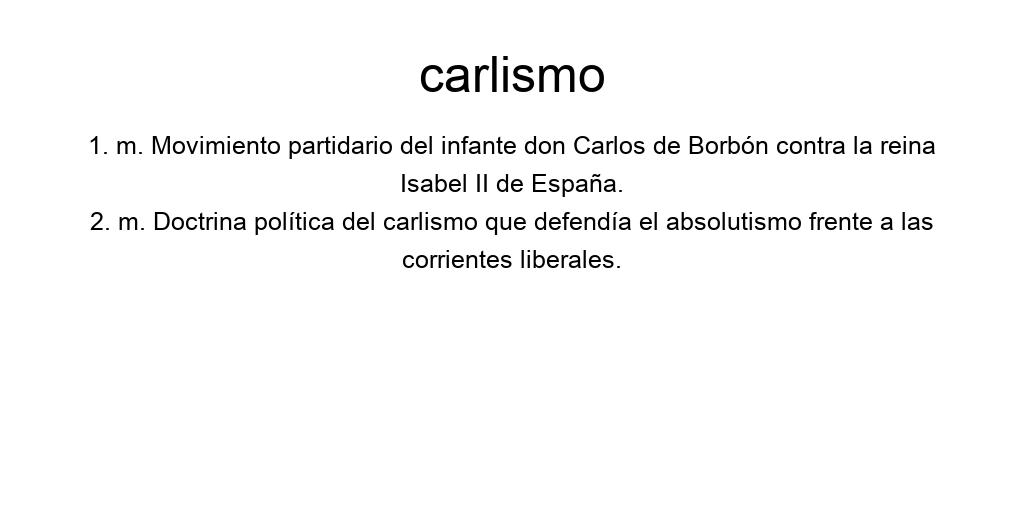 carlismo
1. m. Movimiento partidario del infante don Carlos de Borbón contra la reina
Isabel II de España.
2. m. Doctrina política del carlismo que defendía el absolutismo frente a las
corrientes liberales.